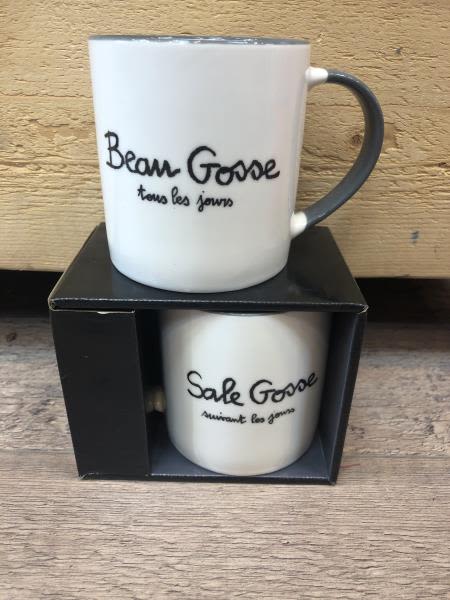 Beau Gosse
tous les jours
Sale Gosse
suivant les jours